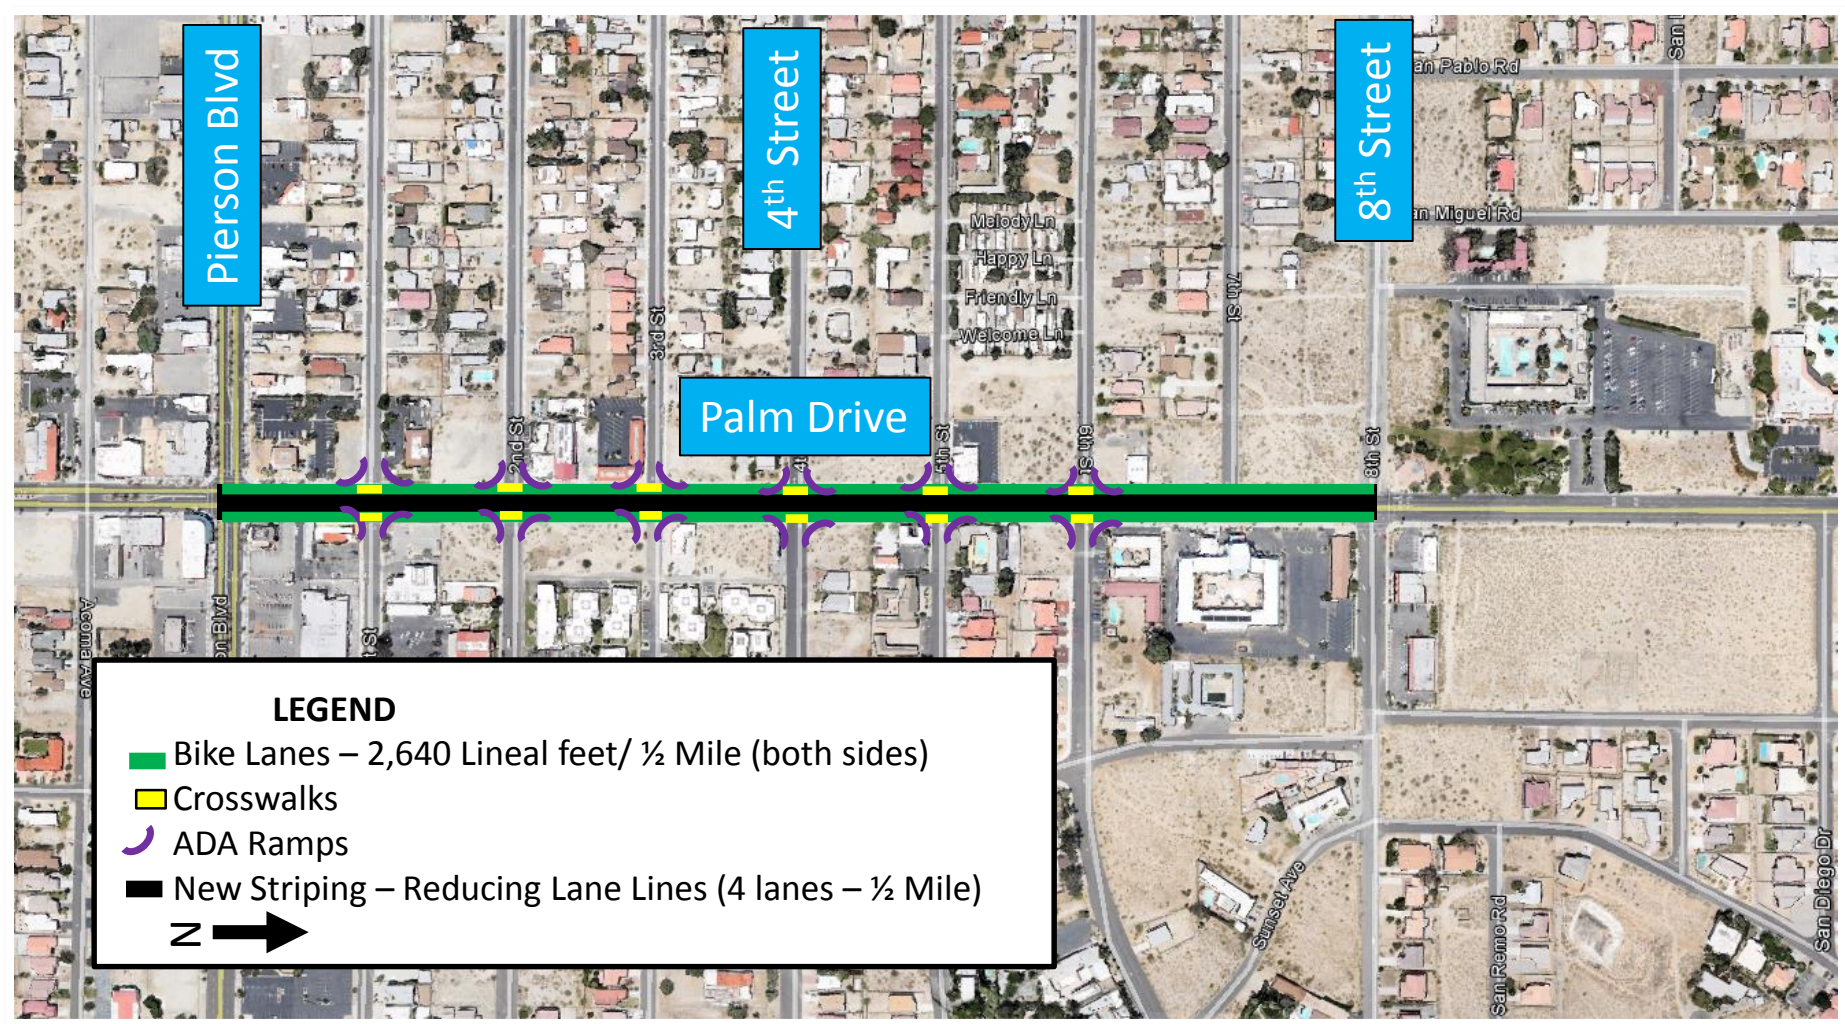 Pierson Blvd
4th Street
8th Street
San Pablo Rd
San Miguel Rd
Melody Ln
Happy Ln
Friendly Ln
Welcome Ln
7th St
3rd St
Palm Drive
2nd St
5th St
6th St
8th St
Acoma Ave
on Blvd
t St
LEGEND
Bike Lanes – 2,640 Lineal feet/ ½ Mile (both sides)
Crosswalks
ADA Ramps
New Striping – Reducing Lane Lines (4 lanes – ½ Mile)
N
Sunset Ave
San Remo Rd
San Diego Dr